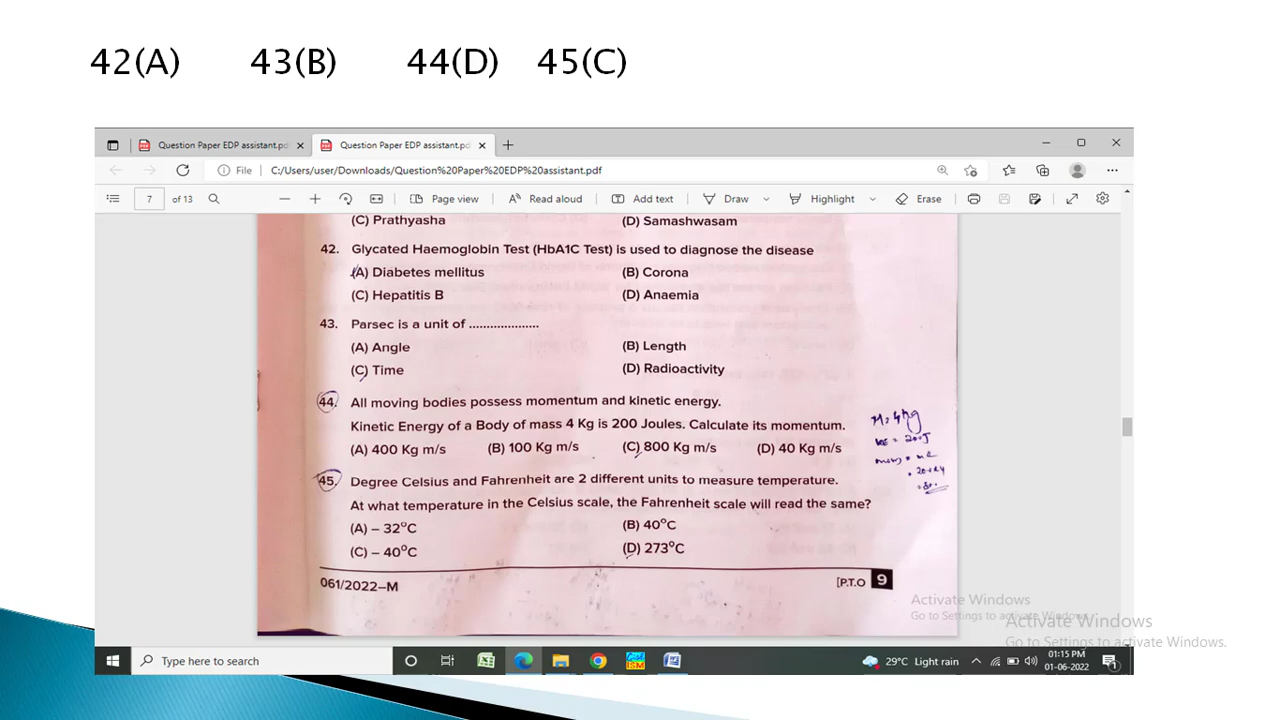 42(A) 43(B) 44(D) 45(C)
Question Paper EDP assistant.pdf Question Paper EDP assistant.pdf
File C:/Users/user/Downloads/Question%20Paper%20EDP%20assistant.pdf
7 of 13 Page view Read aloud Add text Draw Highlight Erase
(C) Prathyasha (D) Samashwasam
42. Glycated Haemoglobin Test (HbA1C Test) is used to diagnose the disease
(A) Diabetes mellitus (B) Corona
(C) Hepatitis B (D) Anaemia
43. Parsec is a unit of ....................
(A) Angle (B) Length
(C) Time (D) Radioactivity
44. All moving bodies possess momentum and kinetic energy.
Kinetic Energy of a Body of mass 4 Kg is 200 Joules. Calculate its momentum.
(A) 400 Kg m/s (B) 100 Kg m/s (C) 800 Kg m/s (D) 40 Kg m/s
45. Degree Celsius and Fahrenheit are 2 different units to measure temperature.
At what temperature in the Celsius scale, the Fahrenheit scale will read the same?
(A) – 32°C (B) 40°C
(C) – 40°C (D) 273°C
061/2022–M [P.T.O 9
Activate Windows
Go to Settings to activate Windows.
Activate Windows
Go to Settings to activate Windows.
Type here to search 29°C Light rain 01:15 PM
01-06-2022